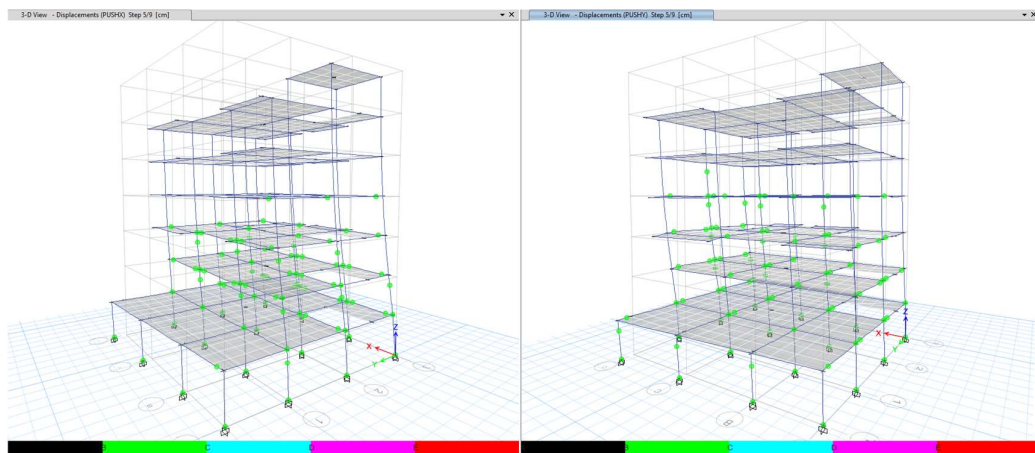 3-D View - Displacements (PUSHX) Step 5/9 [cm]
3-D View - Displacements (PUSHY) Step 5/9 [cm]
Z
X
Y
Z
X
Y
B
C
D
E
B
C
D
E